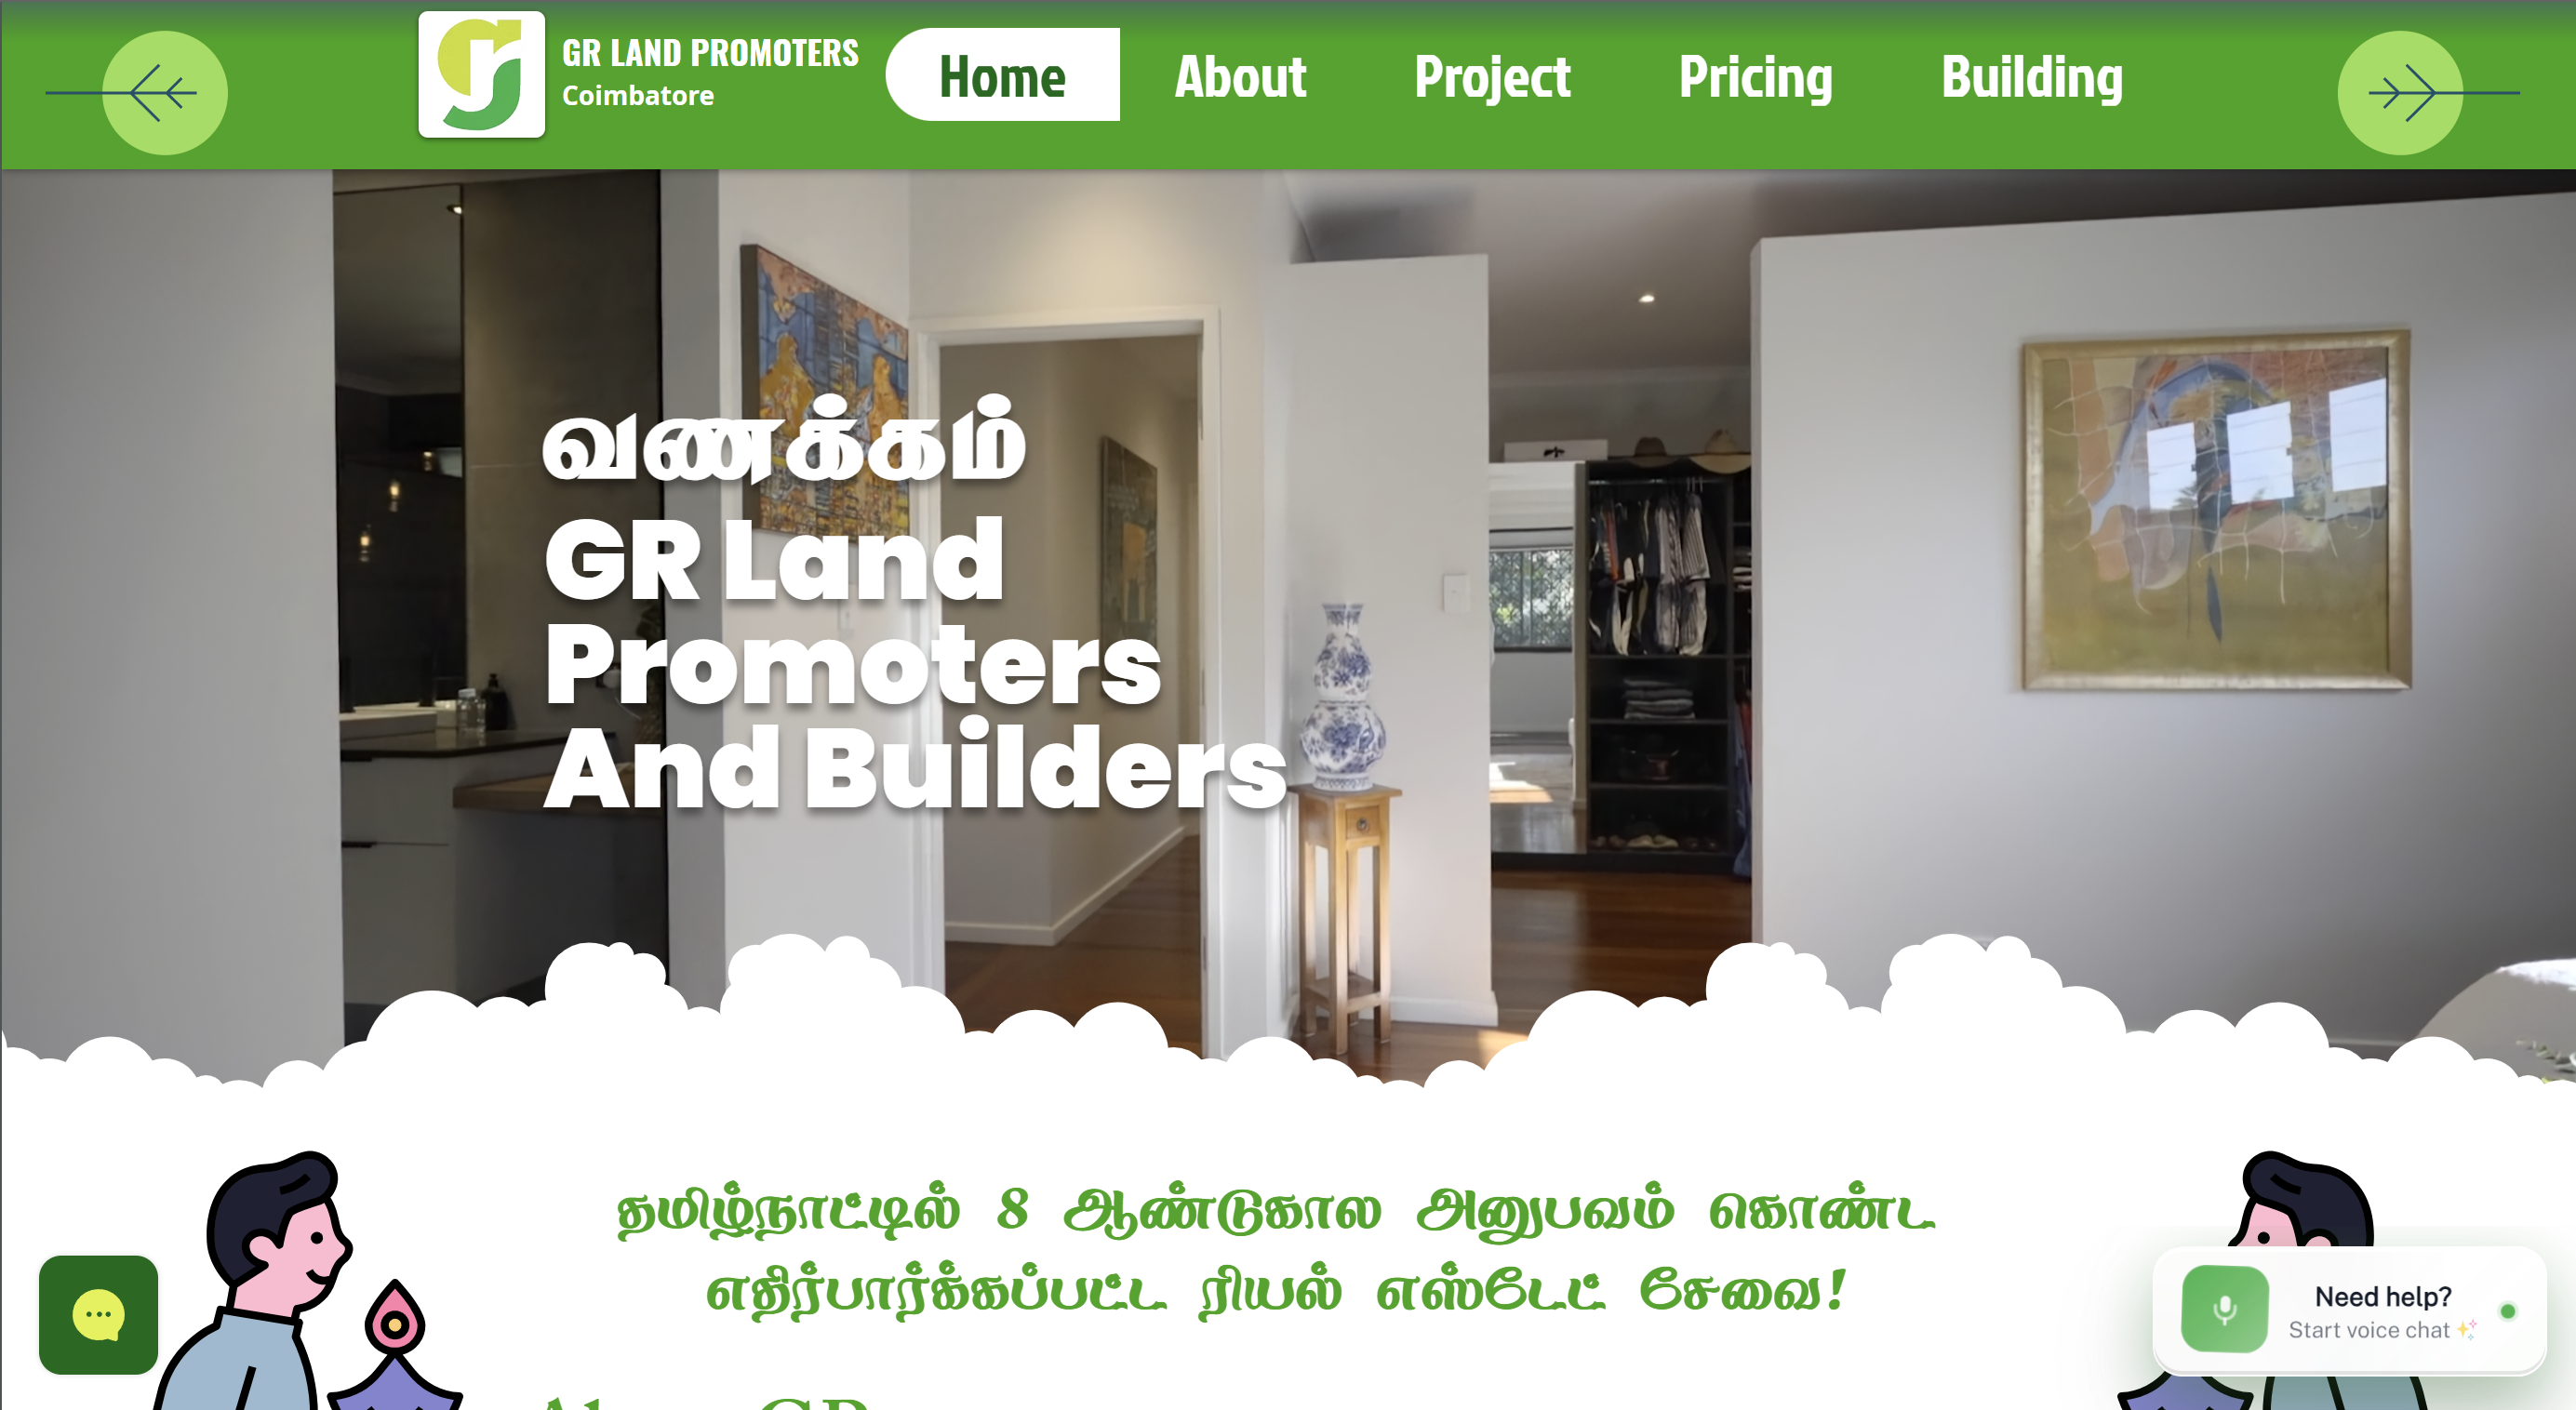 GR LAND PROMOTERS
Coimbatore
Home About Project Pricing Building
வணக்கம்
GR Land
Promoters
And Builders
தமிழ்நாட்டில் 8 ஆண்டுகால அனுபவம் கொண்ட
எதிர்பார்க்கப்பட்ட ரியல் எஸ்டேட் சேவை!
Need help?
Start voice chat ✨